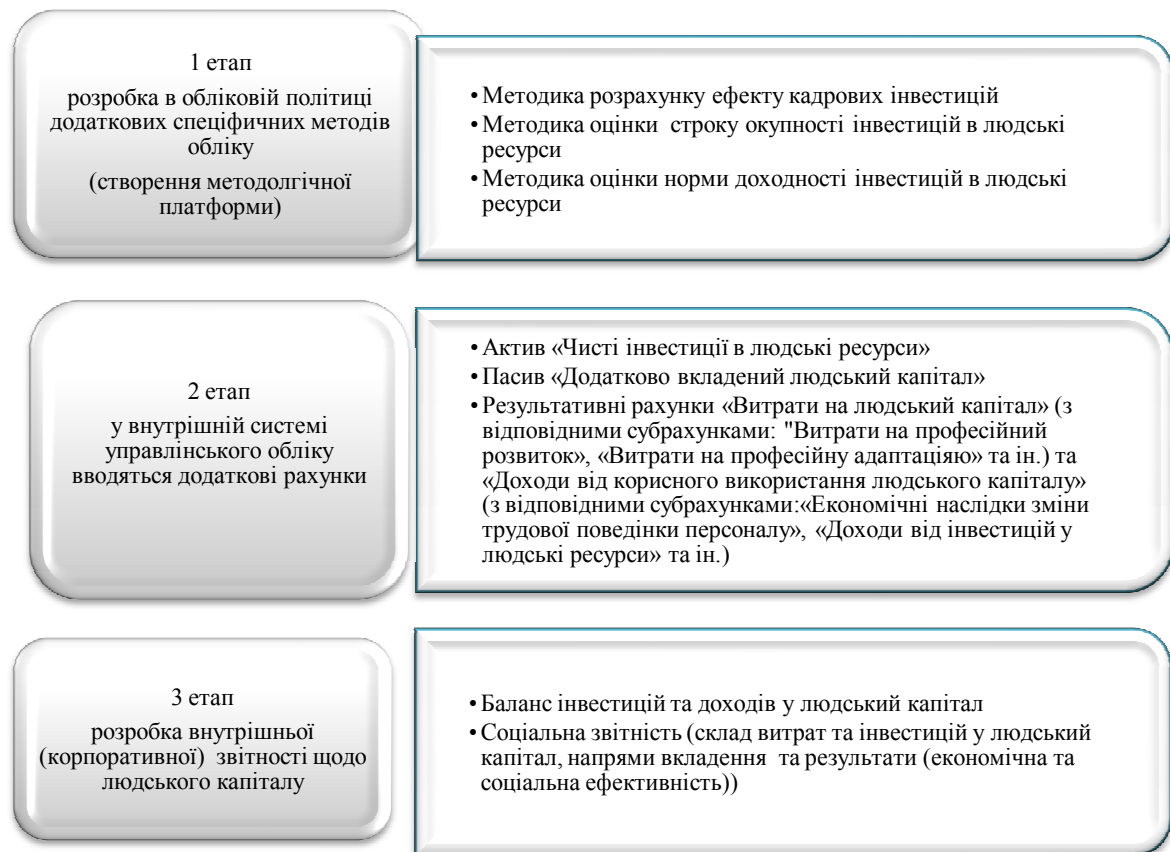 1 етап
розробка в обліковій політиці
додаткових спеціфичних методів
обліку
(створення методолгічної
платформи)
• Методика розрахунку ефекту кадрових інвестицій
• Методика оцінки строку окупності інвестицій в людські
ресурси
• Методика оцінки норми доходності інвестицій в людські
ресурси
2 етап
у внутрішній системі
управлінського обліку
вводяться додаткові рахунки
• Актив «Чисті інвестиції в людські ресурси»
• Пасив «Додатково вкладений людський капітал»
• Результативні рахунки «Витрати на людський капітал» (з
відповідними субрахунками: "Витрати на професійний
розвиток», «Витрати на професійну адаптаціяю» та ін.) та
«Доходи від корисного використання людського капіталу»
(з відповідними субрахунками:«Економічні наслідки зміни
трудової поведінки персоналу», «Доходи від інвестицій у
людські ресурси» та ін.)
3 етап
розробка внутрішньої
(корпоративної) звітності щодо
людського капіталу
• Баланс інвестицій та доходів у людський капітал
• Соціальна звітність (склад витрат та інвестицій у людський
капітал, напрями вкладення та результати (економічна та
соціальна ефективність))